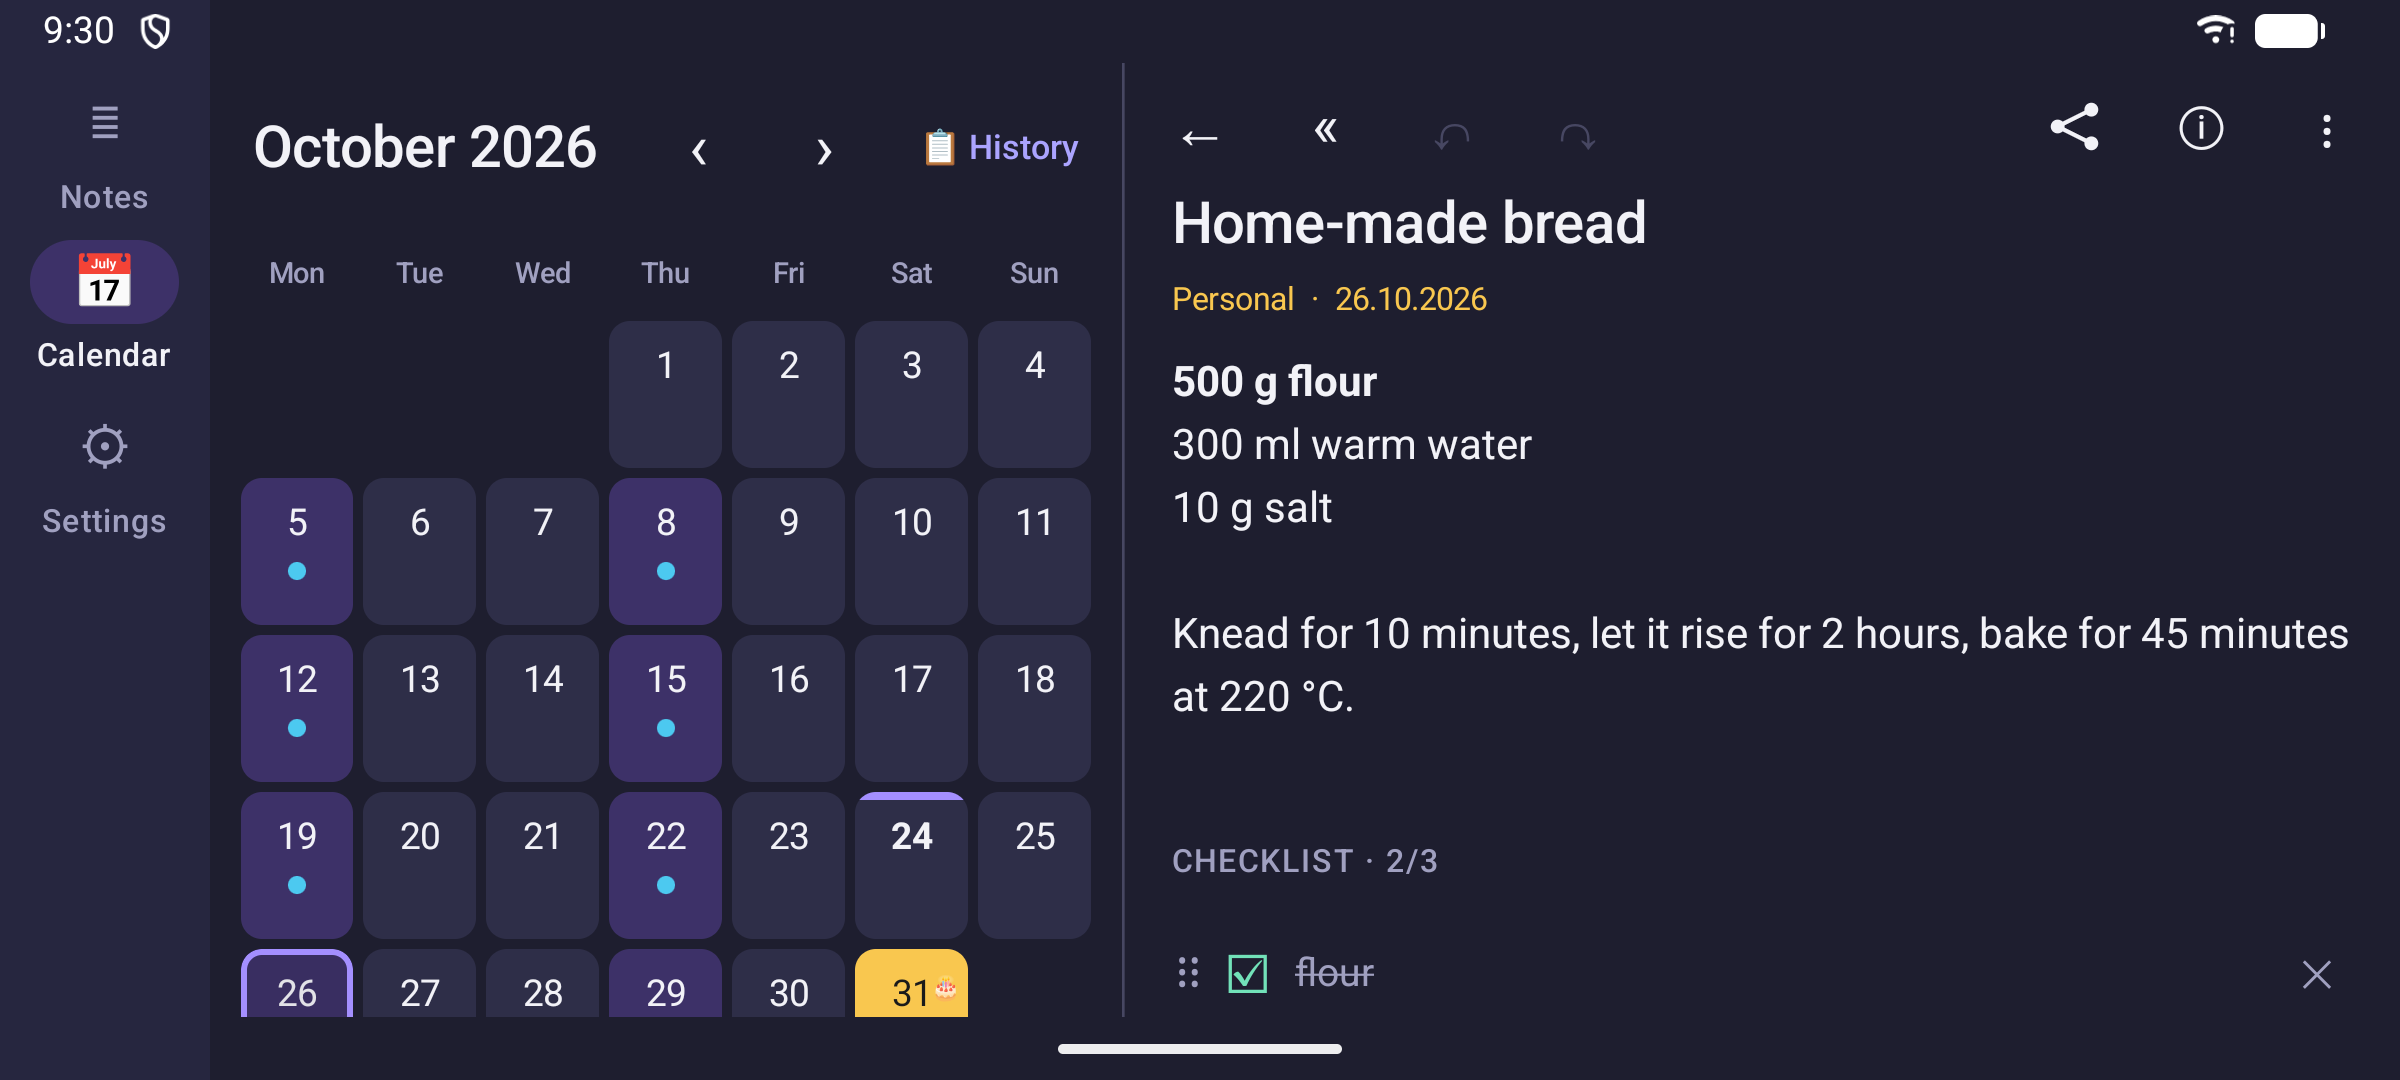 9:30
Notes
July
17
Calendar
Settings
October 2026
History
Mon Tue Wed Thu Fri Sat Sun
1 2 3 4
5 6 7 8 9 10 11
12 13 14 15 16 17 18
19 20 21 22 23 24 25
26 27 28 29 30 31
Home-made bread
Personal · 26.10.2026
500 g flour
300 ml warm water
10 g salt
Knead for 10 minutes, let it rise for 2 hours, bake for 45 minutes
at 220 °C.
CHECKLIST · 2/3
flour